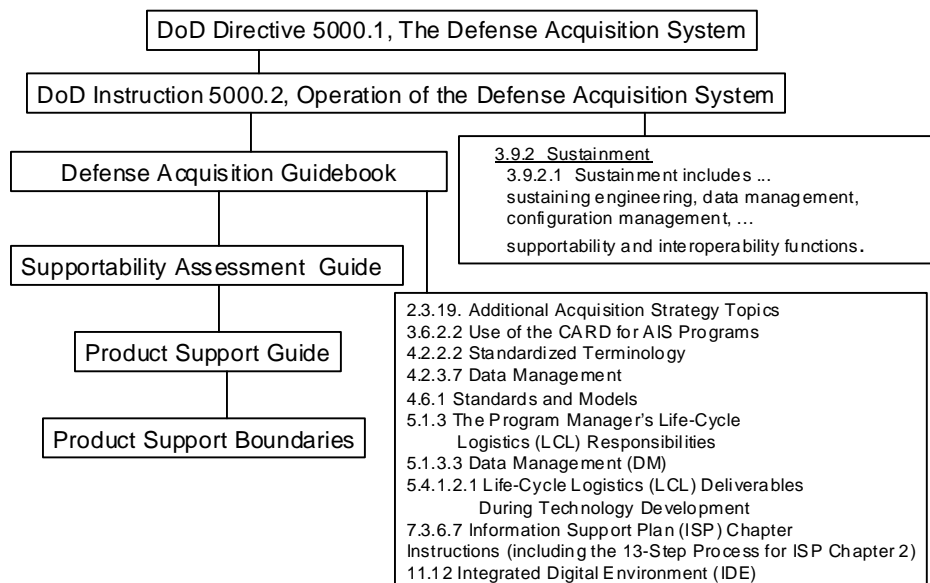 DoD Directive 5000.1, The Defense Acquisition System
DoD Instruction 5000.2, Operation of the Defense Acquisition System
Defense Acquisition Guidebook
3.9.2 Sustainment
3.9.2.1 Sustainment includes ...
sustaining engineering, data management,
configuration management, ...
supportability and interoperability functions.
Supportability Assessment Guide
Product Support Guide
Product Support Boundaries
2.3.19. Additional Acquisition Strategy Topics
3.6.2.2 Use of the CARD for AIS Programs
4.2.2.2 Standardized Terminology
4.2.3.7 Data Management
4.6.1 Standards and Models
5.1.3 The Program Manager's Life-Cycle
Logistics (LCL) Responsibilities
5.1.3.3 Data Management (DM)
5.4.1.2.1 Life-Cycle Logistics (LCL) Deliverables
During Technology Development
7.3.6.7 Information Support Plan (ISP) Chapter
Instructions (including the 13-Step Process for ISP Chapter 2)
11.12 Integrated Digital Environment (IDE)